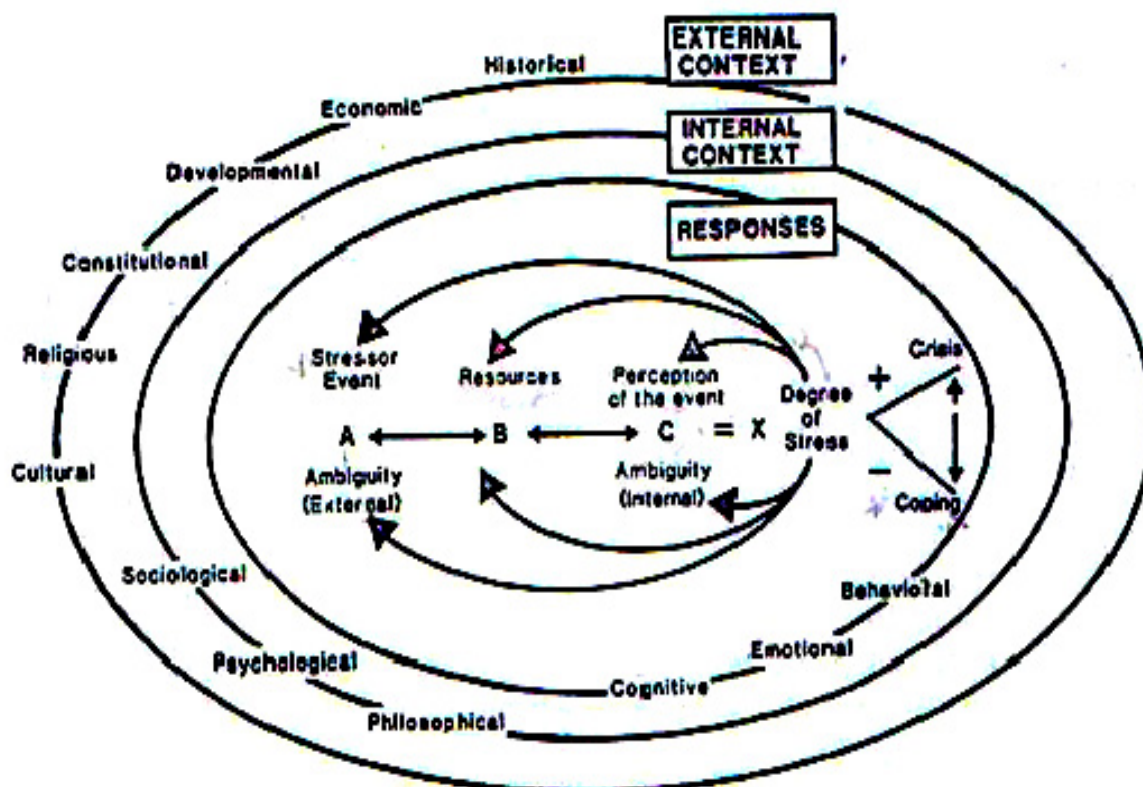 EXTERNAL
CONTEXT
Historical
Economic
INTERNAL
CONTEXT
Developmental
RESPONSES
Constitutional
Religious
Stressor
Event
Resources
Perception
of the event
Degree
of
Stress
+
Crisis
A
B
C = X
Cultural
Ambiguity
(External)
Ambiguity
(Internal)
−
Coping
Sociological
Behavioral
Psychological
Emotional
Cognitive
Philosophical